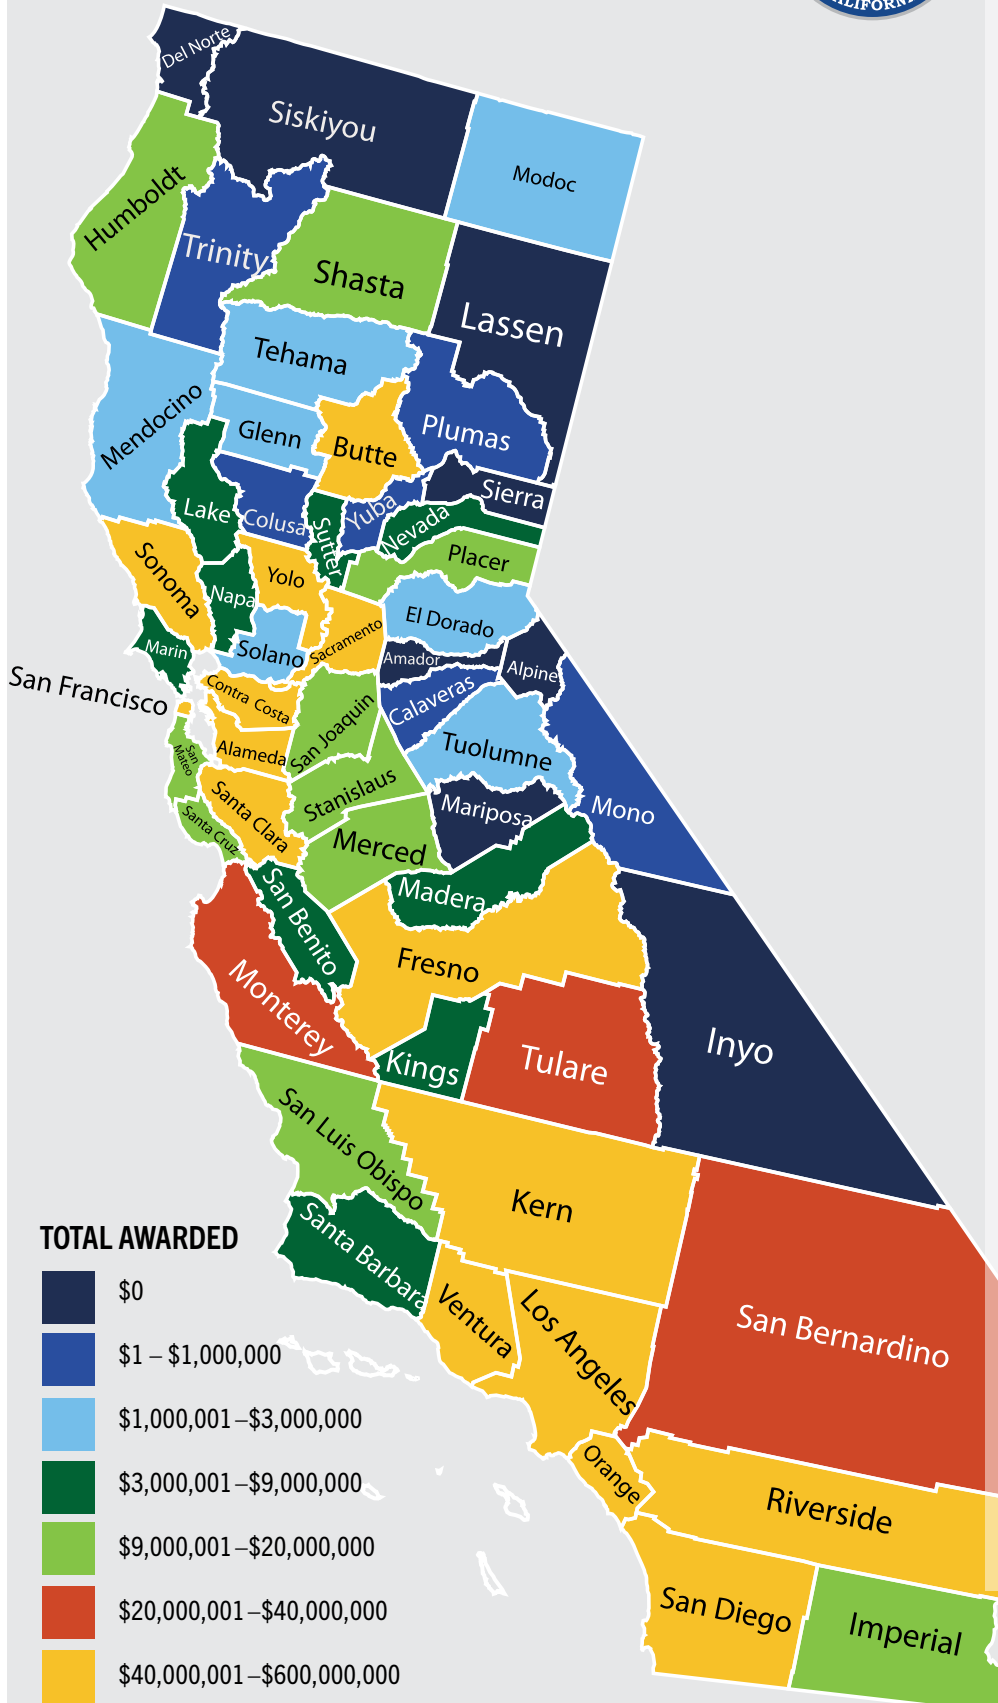 CALIFORNIA
Del Norte
Siskiyou
Modoc
Humboldt
Trinity
Shasta
Lassen
Tehama
Mendocino
Glenn
Butte
Plumas
Lake
Colusa
Sutter
Yuba
Nevada
Sierra
Sonoma
Napa
Yolo
Placer
El Dorado
Marin
Solano
Sacramento
Amador
Alpine
San Francisco
Contra Costa
San Joaquin
Calaveras
Tuolumne
Mono
San
Mateo
Alameda
Stanislaus
Mariposa
Santa Clara
Santa Cruz
Merced
Madera
San Benito
Fresno
Monterey
Kings
Tulare
Inyo
San Luis Obispo
Kern
Santa Barbara
Ventura
Los Angeles
San Bernardino
Orange
Riverside
San Diego
Imperial
TOTAL AWARDED
$0
$1 – $1,000,000
$1,000,001–$3,000,000
$3,000,001–$9,000,000
$9,000,001–$20,000,000
$20,000,001–$40,000,000
$40,000,001–$600,000,000